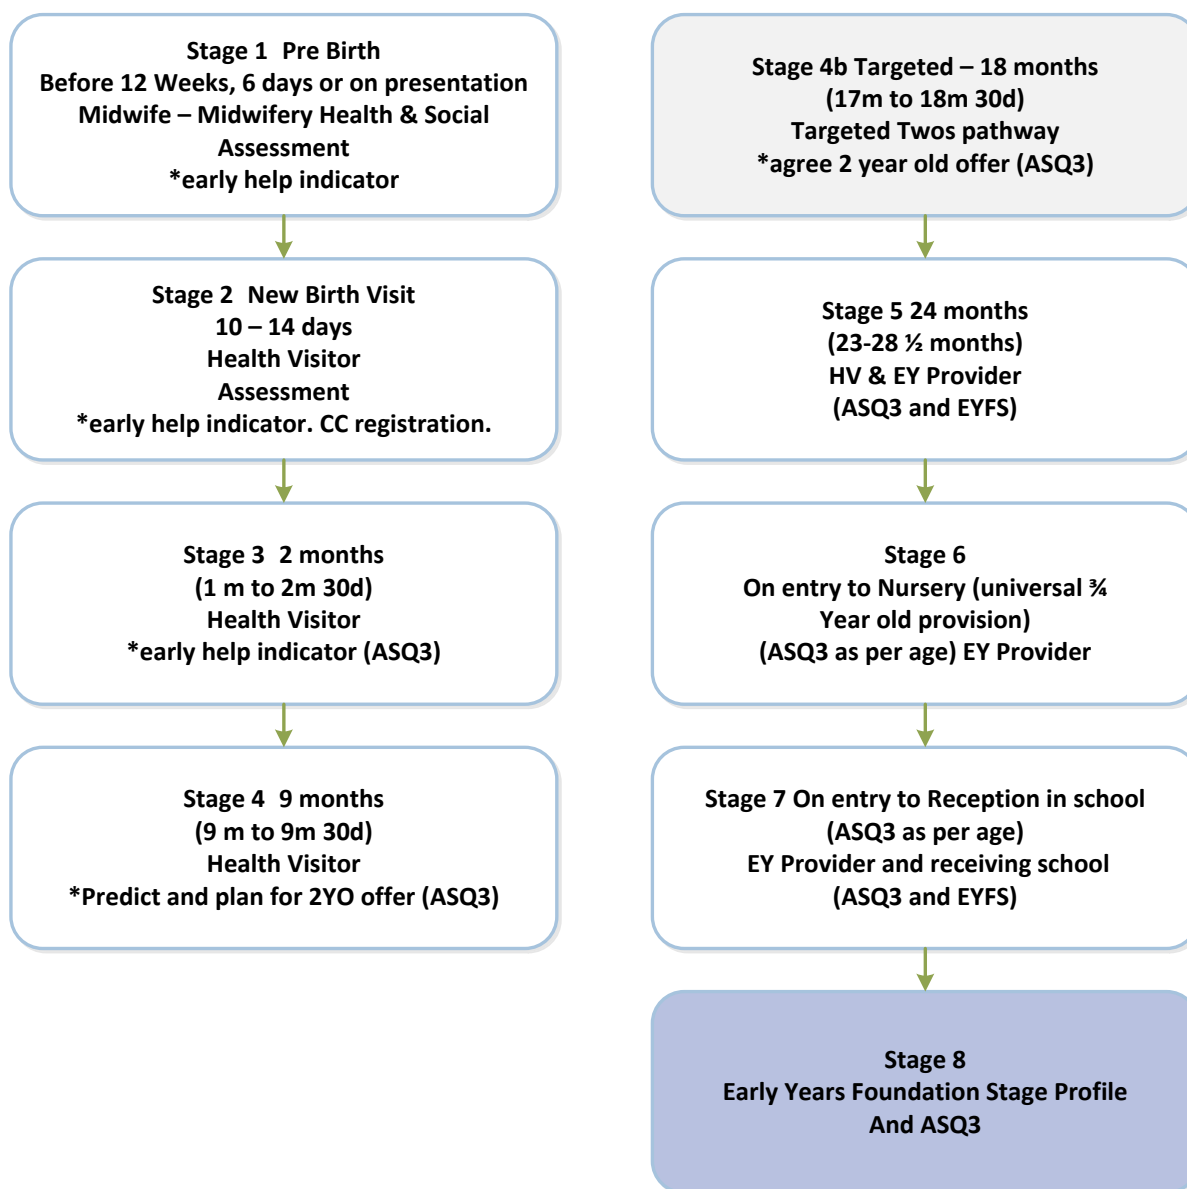 Stage 1  Pre Birth
Before 12 Weeks, 6 days or on presentation
Midwife – Midwifery Health & Social
Assessment
*early help indicator
Stage 2  New Birth Visit
10 – 14 days
Health Visitor
Assessment
*early help indicator. CC registration.
Stage 3  2 months
(1 m to 2m 30d)
Health Visitor
*early help indicator (ASQ3)
Stage 4  9 months
(9 m to 9m 30d)
Health Visitor
*Predict and plan for 2YO offer (ASQ3)
Stage 4b Targeted – 18 months
(17m to 18m 30d)
Targeted Twos pathway
*agree 2 year old offer (ASQ3)
Stage 5 24 months
(23-28 ½ months)
HV & EY Provider
(ASQ3 and EYFS)
Stage 6
On entry to Nursery (universal ¾
Year old provision)
(ASQ3 as per age) EY Provider
Stage 7 On entry to Reception in school
(ASQ3 as per age)
EY Provider and receiving school
(ASQ3 and EYFS)
Stage 8
Early Years Foundation Stage Profile
And ASQ3